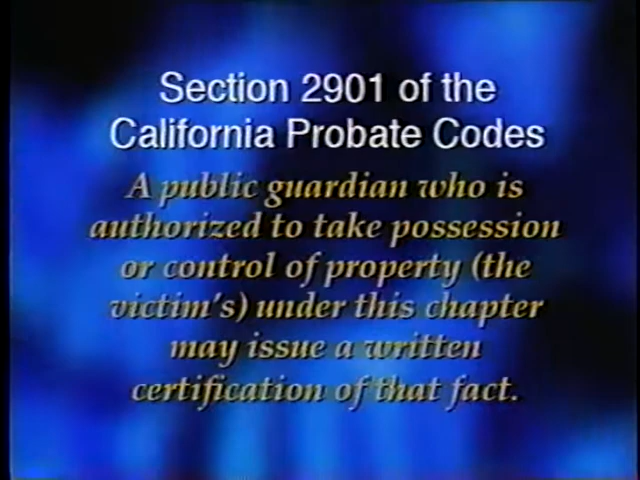 Section 2901 of the
California Probate Codes
A public guardian who is
authorized to take possession
or control of property (the
victim's) under this chapter
may issue a written
certification of that fact.